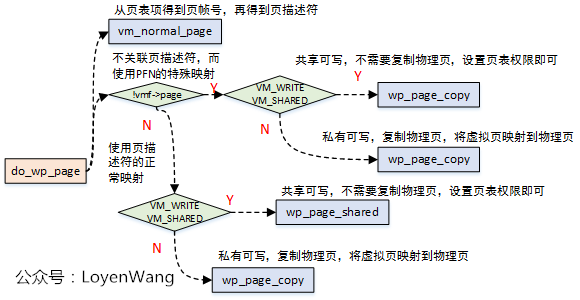 从页表项得到页帧号，再得到页描述符
vm_normal_page
不关联页描述符，而
使用PFN的特殊映射
共享可写，不需要复制物理页，设置页表权限即可
!vmf->page
Y
VM_WRITE
VM_SHARED
Y
wp_page_copy
N
N
私有可写，复制物理页，将虚拟页映射到物理页
wp_page_copy
使用页描
述符的正
常映射
do_wp_page
共享可写，不需要复制物理页，设置页表权限即可
VM_WRITE
VM_SHARED
Y
wp_page_shared
N
私有可写，复制物理页，将虚拟页映射到物理页
wp_page_copy
公众号：LoyenWang